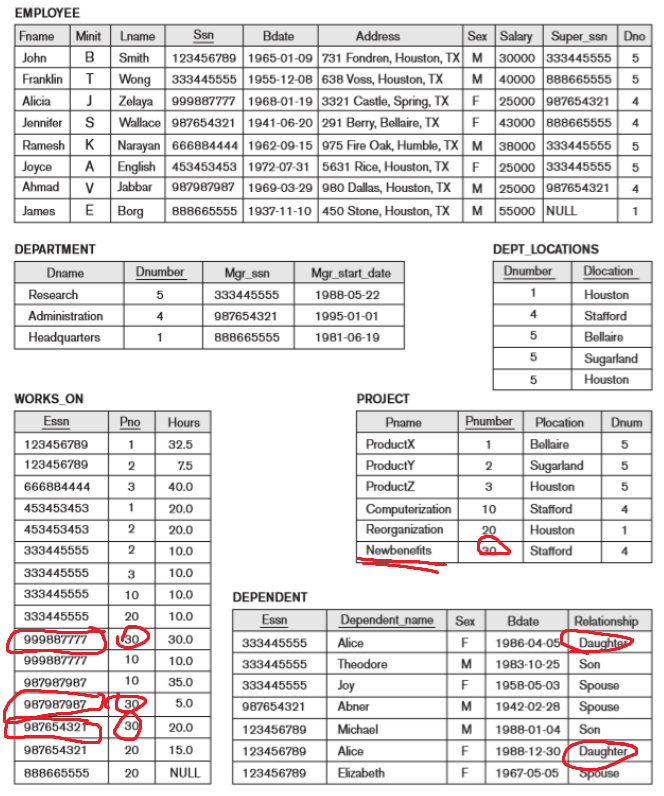 EMPLOYEE
Fname Minit Lname Ssn Bdate Address Sex Salary Super_ssn Dno
John B Smith 123456789 1965-01-09 731 Fondren, Houston, TX M 30000 333445555 5
Franklin T Wong 333445555 1955-12-08 638 Voss, Houston, TX M 40000 888665555 5
Alicia J Zelaya 999887777 1968-01-19 3321 Castle, Spring, TX F 25000 987654321 4
Jennifer S Wallace 987654321 1941-06-20 291 Berry, Bellaire, TX F 43000 888665555 4
Ramesh K Narayan 666884444 1962-09-15 975 Fire Oak, Humble, TX M 38000 333445555 5
Joyce A English 453453453 1972-07-31 5631 Rice, Houston, TX F 25000 333445555 5
Ahmad V Jabbar 987987987 1969-03-29 980 Dallas, Houston, TX M 25000 987654321 4
James E Borg 888665555 1937-11-10 450 Stone, Houston, TX M 55000 NULL 1
DEPARTMENT
Dname Dnumber Mgr_ssn Mgr_start_date
Research 5 333445555 1988-05-22
Administration 4 987654321 1995-01-01
Headquarters 1 888665555 1981-06-19
DEPT_LOCATIONS
Dnumber Dlocation
1 Houston
4 Stafford
5 Bellaire
5 Sugarland
5 Houston
WORKS_ON
Essn Pno Hours
123456789 1 32.5
123456789 2 7.5
666884444 3 40.0
453453453 1 20.0
453453453 2 20.0
333445555 2 10.0
333445555 3 10.0
333445555 10 10.0
333445555 20 10.0
999887777 30 30.0
999887777 10 10.0
987987987 10 35.0
987987987 30 5.0
987654321 30 20.0
987654321 20 15.0
888665555 20 NULL
PROJECT
Pname Pnumber Plocation Dnum
ProductX 1 Bellaire 5
ProductY 2 Sugarland 5
ProductZ 3 Houston 5
Computerization 10 Stafford 4
Reorganization 20 Houston 1
Newbenefits 30 Stafford 4
DEPENDENT
Essn Dependent_name Sex Bdate Relationship
333445555 Alice F 1986-04-05 Daughter
333445555 Theodore M 1983-10-25 Son
333445555 Joy F 1958-05-03 Spouse
987654321 Abner M 1942-02-28 Spouse
123456789 Michael M 1988-01-04 Son
123456789 Alice F 1988-12-30 Daughter
123456789 Elizabeth F 1967-05-05 Spouse